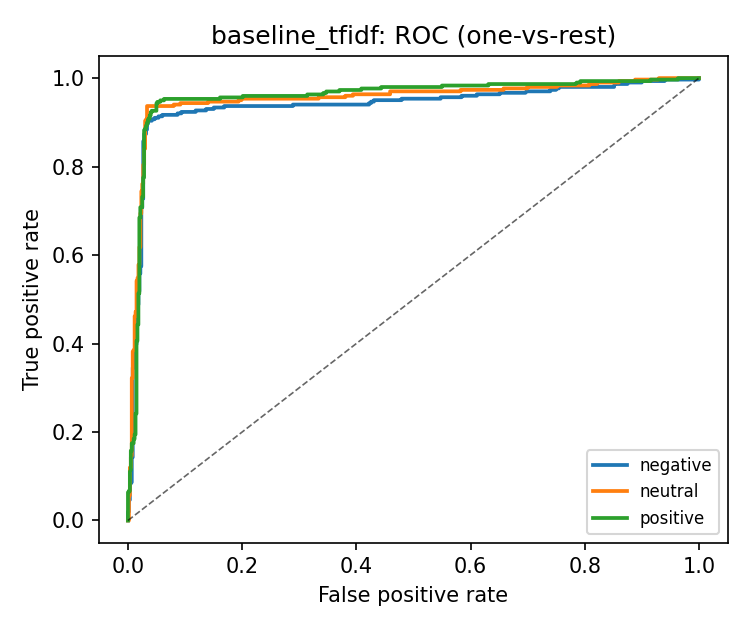 baseline_tfidf: ROC (one-vs-rest)
True positive rate
1.0
0.8
0.6
0.4
0.2
0.0
0.0 0.2 0.4 0.6 0.8 1.0
False positive rate
negative
neutral
positive